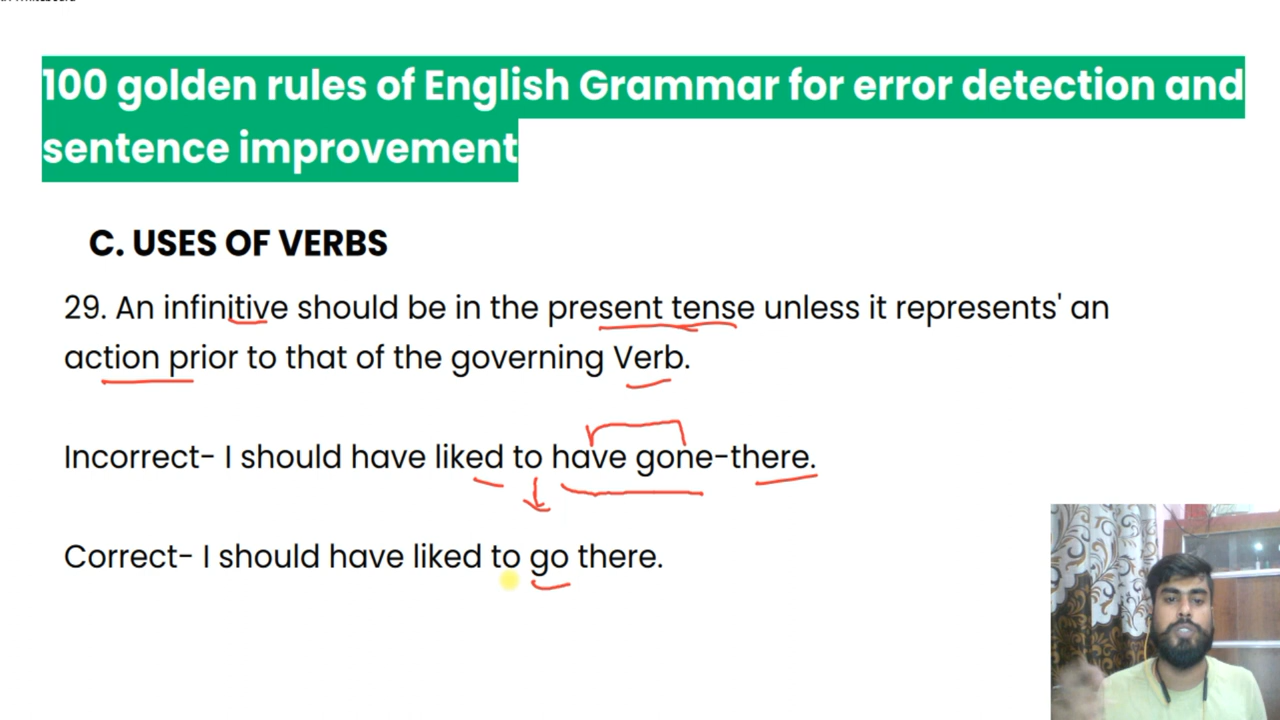 100 golden rules of English Grammar for error detection and
sentence improvement
C. USES OF VERBS
29. An infinitive should be in the present tense unless it represents' an
action prior to that of the governing Verb.
Incorrect- I should have liked to have gone-there.
Correct- I should have liked to go there.